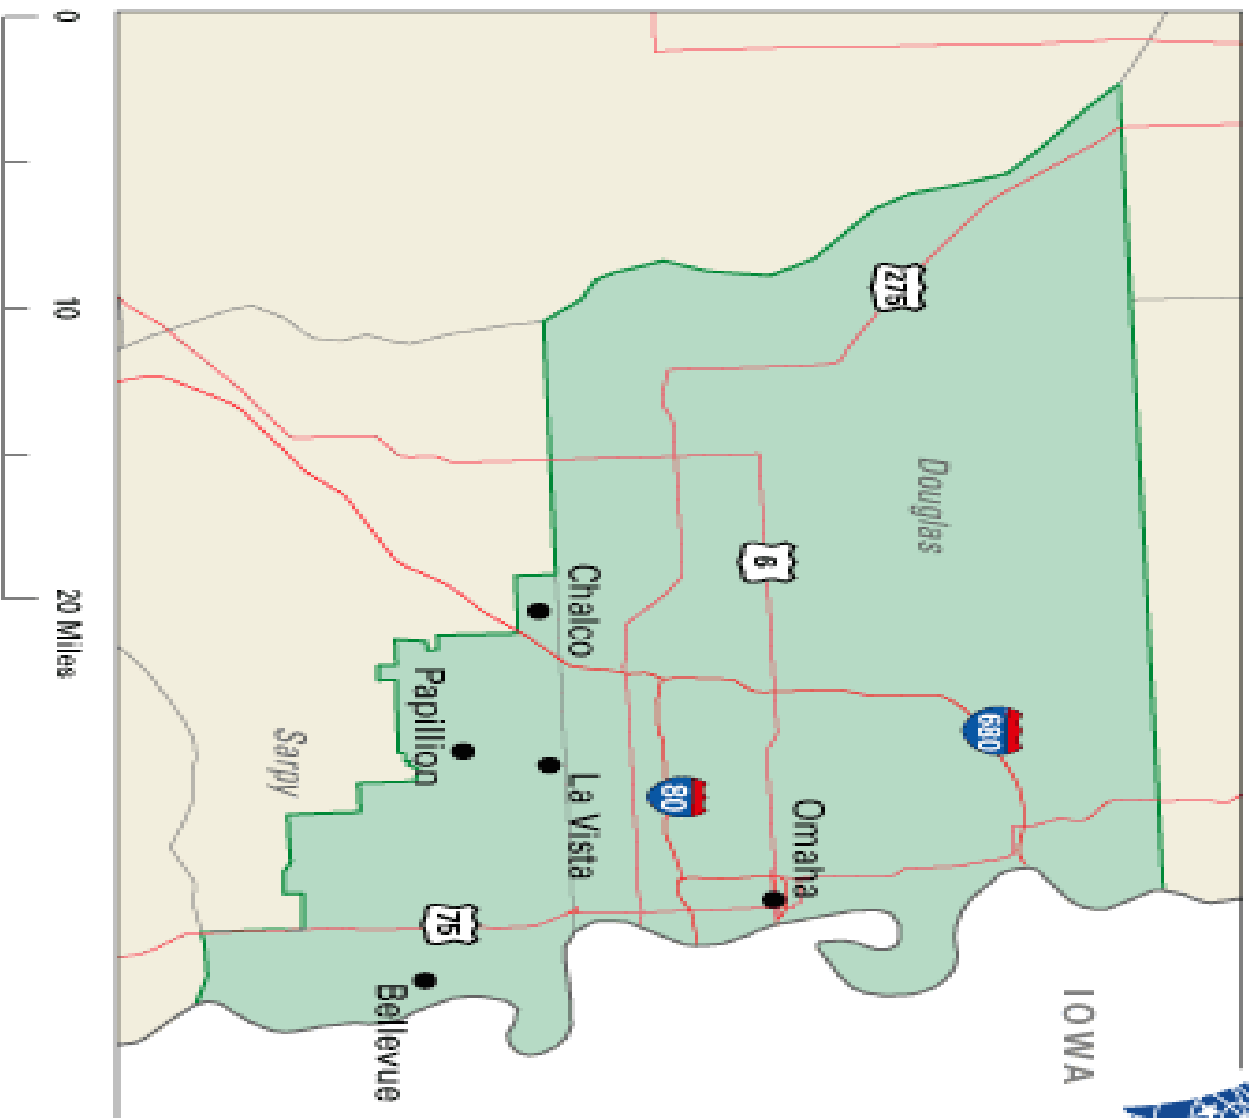 0
10
20 Miles
275
Douglas
6
Chalco
680
Papillion
80
Omaha
La Vista
Sarpy
75
Bellevue
IOWA